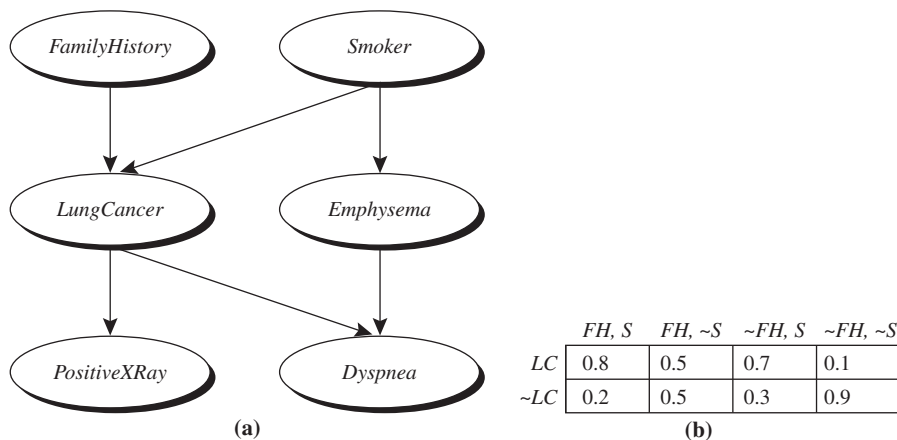 FamilyHistory Smoker
LungCancer Emphysema
PositiveXRay Dyspnea
(a)
FH, S FH, ~S ~FH, S ~FH, ~S
LC 0.8 0.5 0.7 0.1
~LC 0.2 0.5 0.3 0.9
(b)